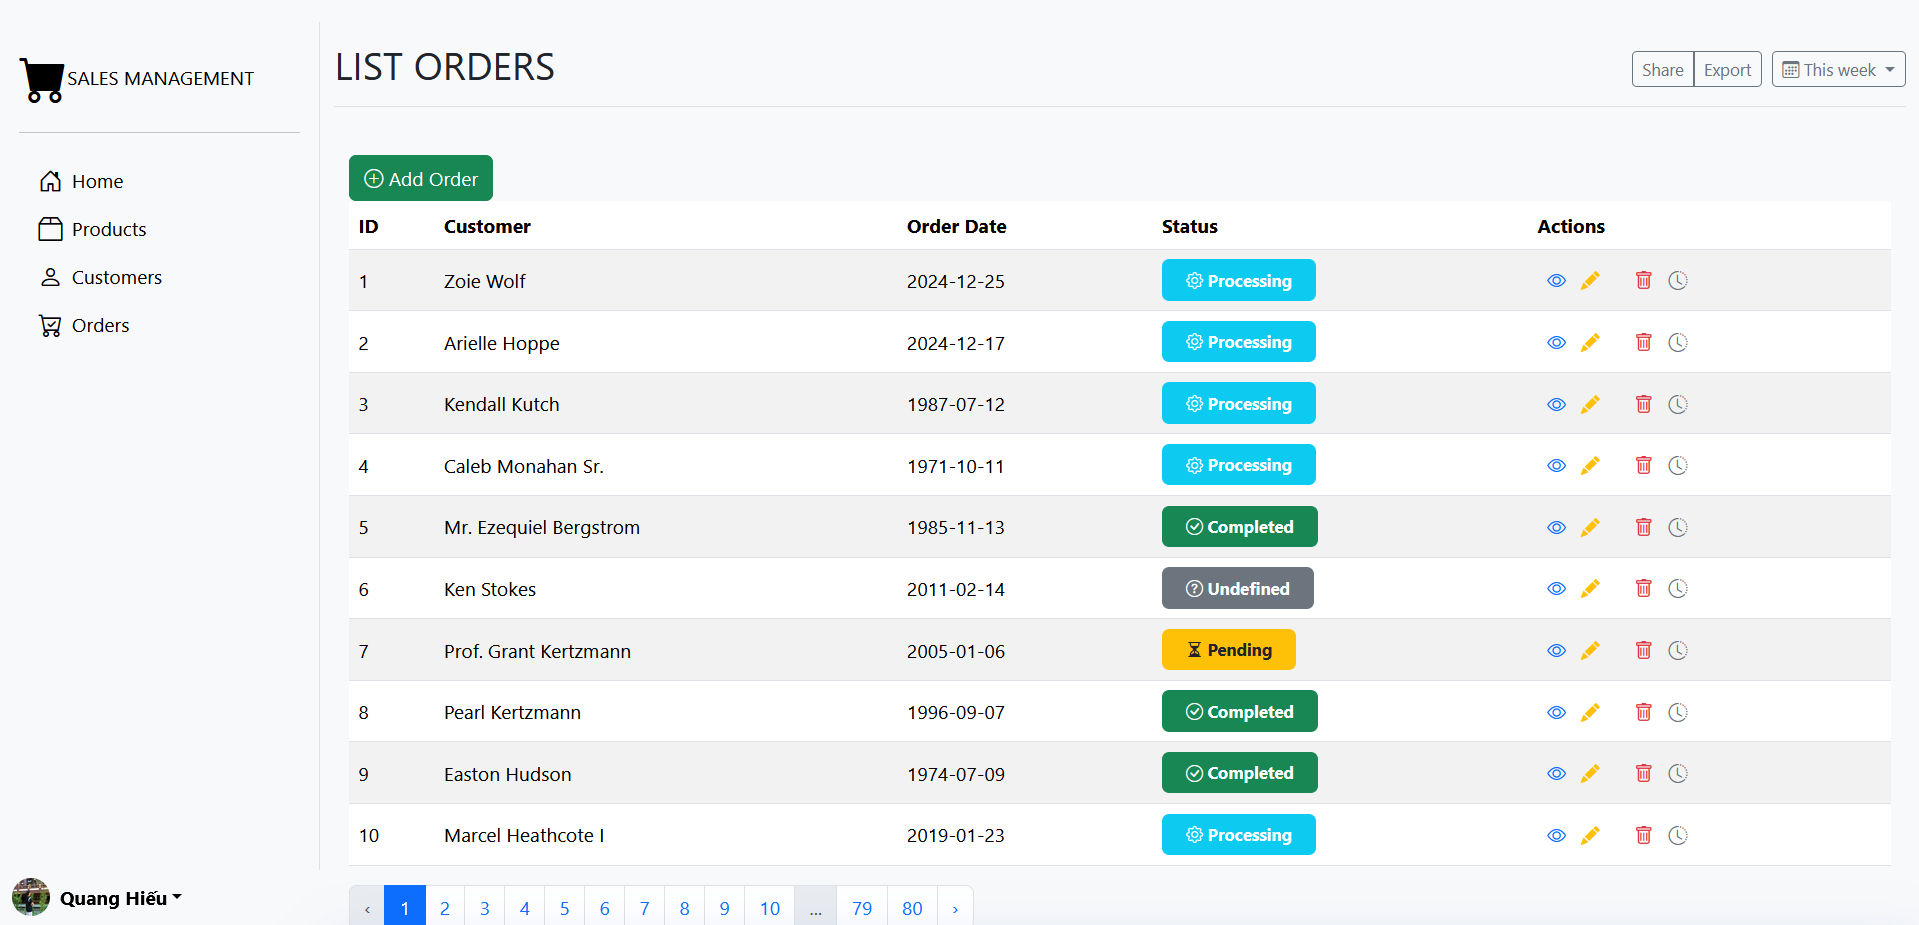 SALES MANAGEMENT
Home
Products
Customers
Orders
Quang Hiếu
LIST ORDERS
Share Export This week
Add Order
ID Customer Order Date Status Actions
1 Zoie Wolf 2024-12-25 Processing
2 Arielle Hoppe 2024-12-17 Processing
3 Kendall Kutch 1987-07-12 Processing
4 Caleb Monahan Sr. 1971-10-11 Processing
5 Mr. Ezequiel Bergstrom 1985-11-13 Completed
6 Ken Stokes 2011-02-14 Undefined
7 Prof. Grant Kertzmann 2005-01-06 Pending
8 Pearl Kertzmann 1996-09-07 Completed
9 Easton Hudson 1974-07-09 Completed
10 Marcel Heathcote I 2019-01-23 Processing
‹ 1 2 3 4 5 6 7 8 9 10 ... 79 80 ›